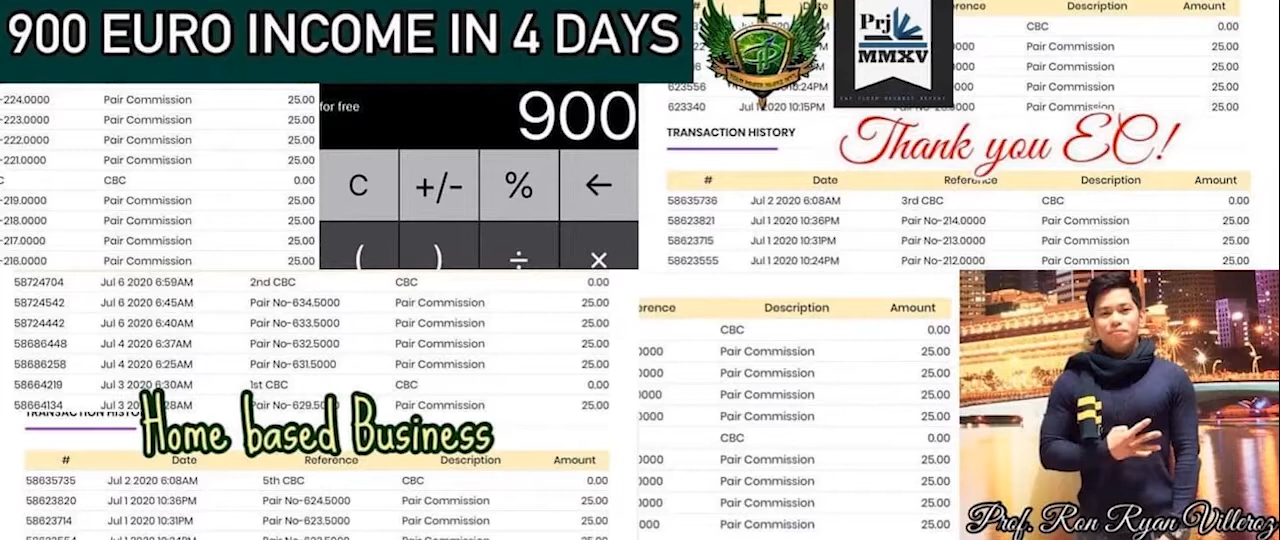 900 EURO INCOME IN 4 DAYS
-224.0000 Pair Commission 25.00
-223.0000 Pair Commission 25.00
-222.0000 Pair Commission 25.00
-221.0000 Pair Commission 25.00
CBC 0.00
-219.0000 Pair Commission 25.00
-218.0000 Pair Commission 25.00
-217.0000 Pair Commission 25.00
-216.0000 Pair Commission 25.00
for free
900
C +/- % ←
( ) ÷ ×
Prj
MMXV
Description Amount
CBC 0.00
0000 Pair Commission 25.00
0000 Pair Commission 25.00
623556 10:24PM 0000 Pair Commission 25.00
623340 Jul 1 2020 10:15PM Pair Commission 25.00
TRANSACTION HISTORY
Thank you EC!
# Date Reference Description Amount
58635736 Jul 2 2020 6:08AM 3rd CBC CBC 0.00
58623821 Jul 1 2020 10:36PM Pair No-214.0000 Pair Commission 25.00
58623715 Jul 1 2020 10:31PM Pair No-213.0000 Pair Commission 25.00
58623555 Jul 1 2020 10:24PM Pair No-212.0000 Pair Commission 25.00
58724704 Jul 6 2020 6:59AM 2nd CBC CBC 0.00
58724542 Jul 6 2020 6:45AM Pair No-634.5000 Pair Commission 25.00
58724442 Jul 6 2020 6:40AM Pair No-633.5000 Pair Commission 25.00
58686448 Jul 4 2020 6:37AM Pair No-632.5000 Pair Commission 25.00
58686258 Jul 4 2020 6:25AM Pair No-631.5000 Pair Commission 25.00
58664219 Jul 3 2020 6:30AM 1st CBC CBC 0.00
58664134 Jul 3 20 28AM Pair No-629.50 Pair Commission 25.00
TRANSACTION HISTO
Home based Business
# Date Reference Description Amount
58635735 Jul 2 2020 6:08AM 5th CBC CBC 0.00
58623820 Jul 1 2020 10:36PM Pair No-624.5000 Pair Commission 25.00
58623714 Jul 1 2020 10:31PM Pair No-623.5000 Pair Commission 25.00
erence Description Amount
CBC 0.00
0000 Pair Commission 25.00
0000 Pair Commission 25.00
0000 Pair Commission 25.00
0000 Pair Commission 25.00
CBC 0.00
0000 Pair Commission 25.00
0000 Pair Commission 25.00
0000 Pair Commission 25.00
000 Pair Commission 25.00
Prof. Ron Ryan Villeroz